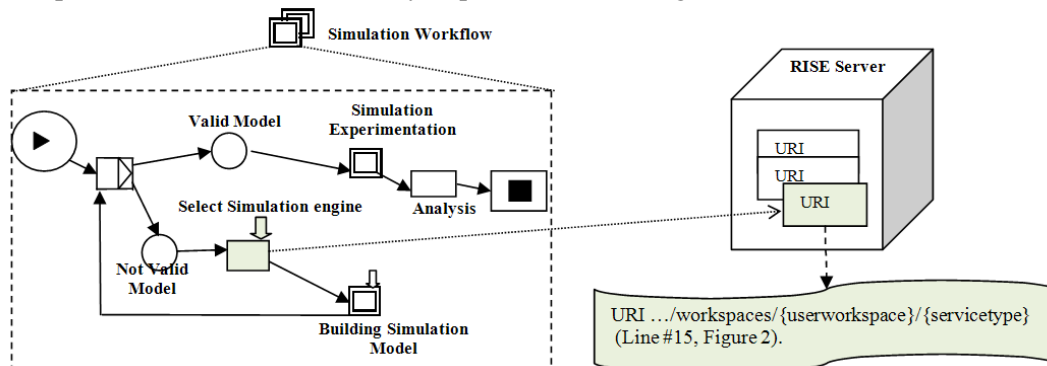 Simulation Workflow
RISE Server
Valid Model
Simulation
Experimentation
URI
URI
URI
Analysis
Select Simulation engine
Not Valid
Model
Building Simulation
Model
URI …/workspaces/{userworkspace}/{servicetype}
(Line #15, Figure 2).